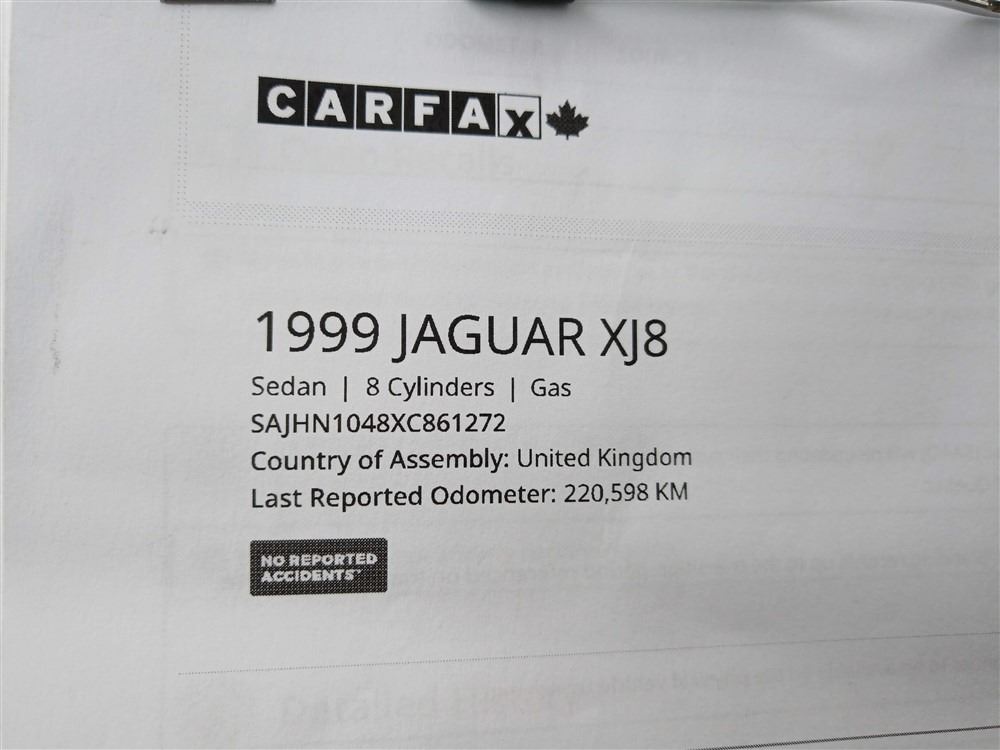 CARFAX
1999 JAGUAR XJ8
Sedan | 8 Cylinders | Gas
SAJHN1048XC861272
Country of Assembly: United Kingdom
Last Reported Odometer: 220,598 KM
NO REPORTED
ACCIDENTS*